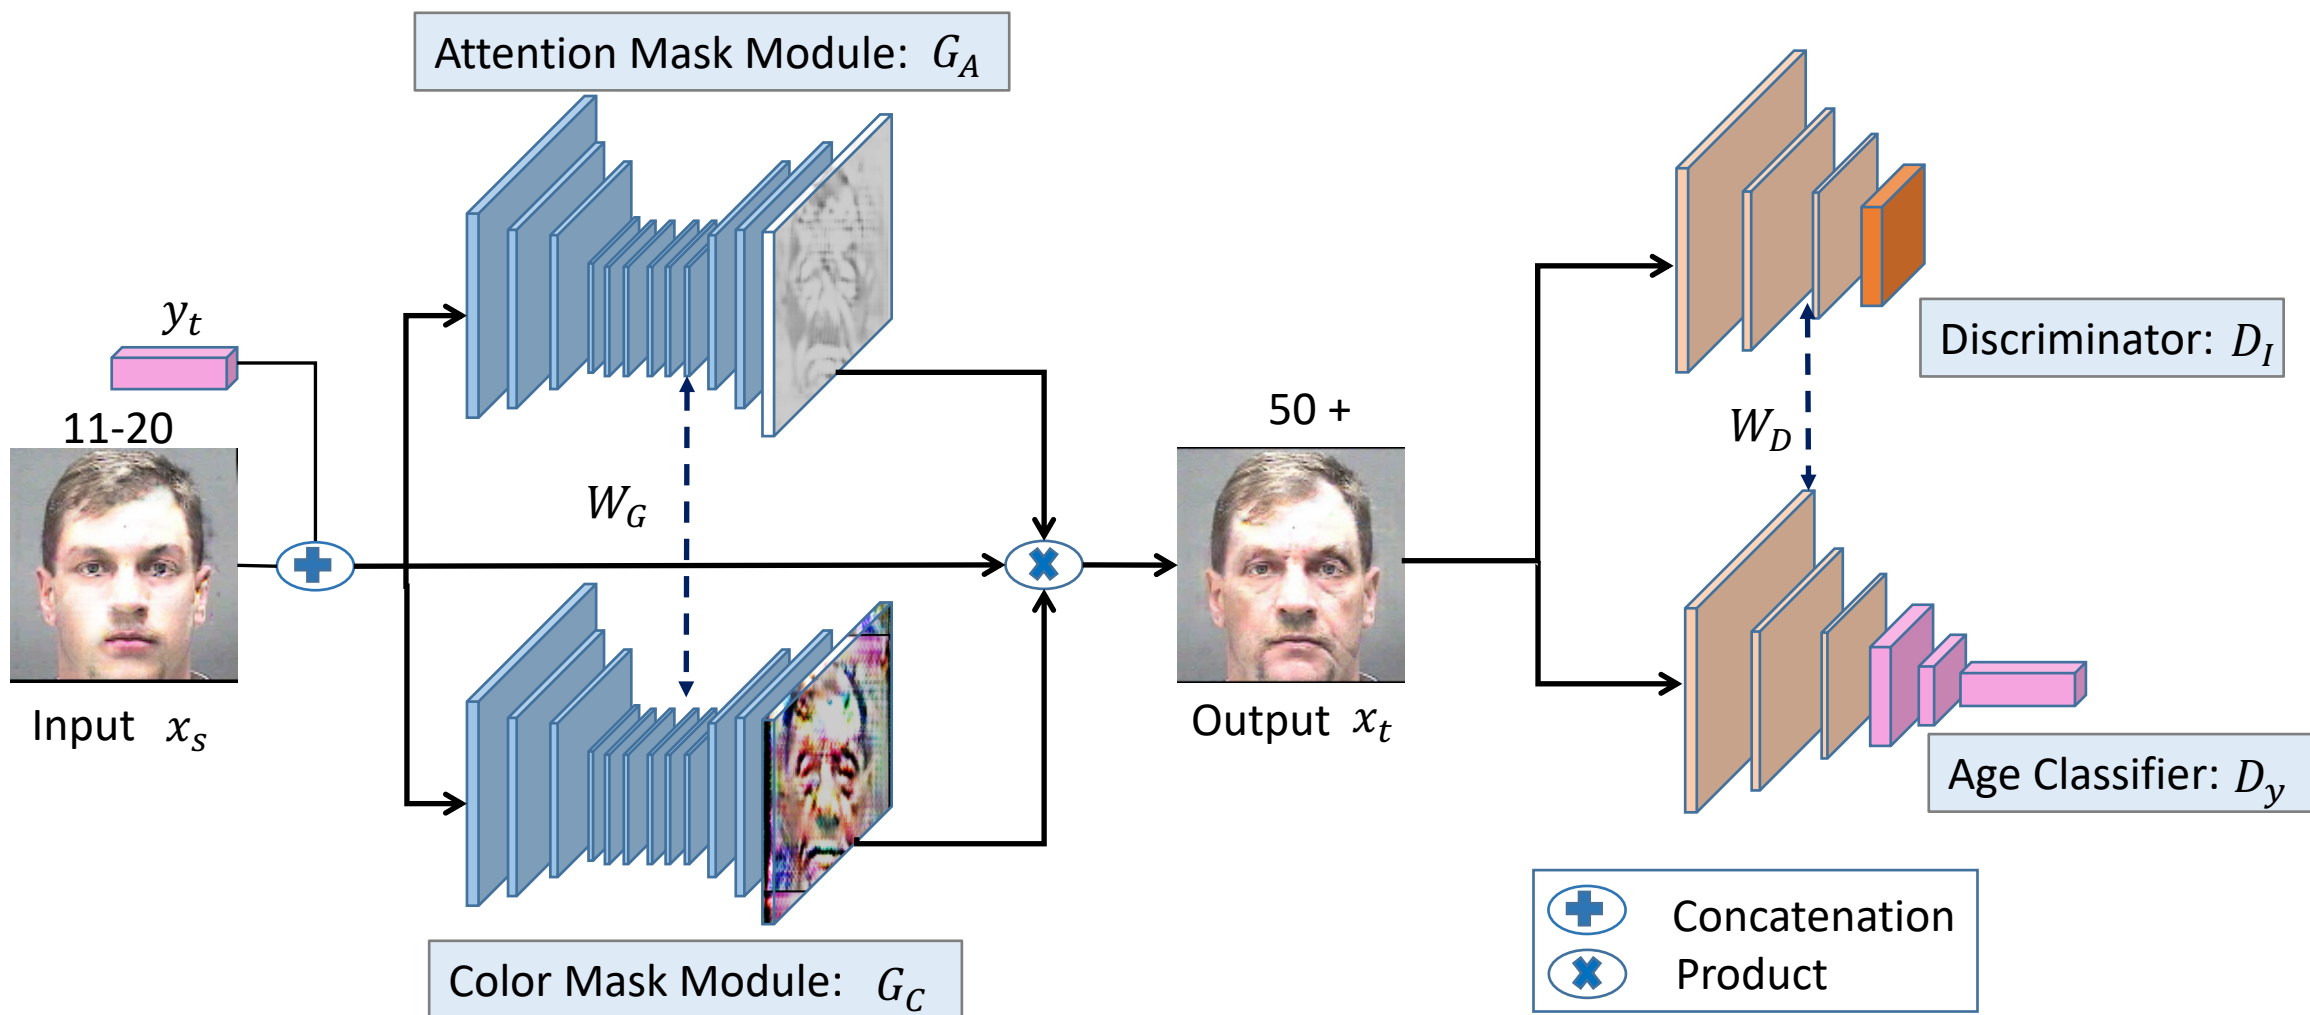 Attention Mask Module: G_A
y_t
11-20
Input x_s
W_G
Color Mask Module: G_C
50 +
Output x_t
Discriminator: D_I
W_D
Age Classifier: D_y
Concatenation
Product